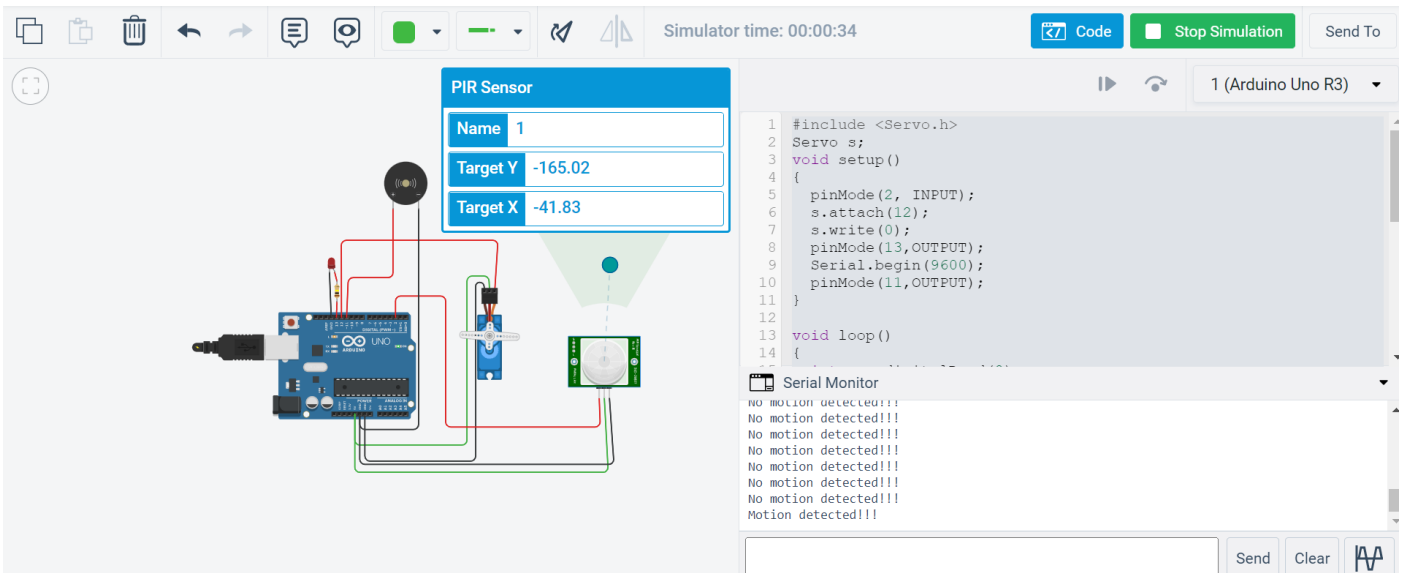 Simulator time: 00:00:34
Code
Stop Simulation
Send To
PIR Sensor
Name 1
Target Y -165.02
Target X -41.83
1 (Arduino Uno R3)
1 #include <Servo.h>
2 Servo s;
3 void setup()
4 {
5 pinMode(2, INPUT);
6 s.attach(12);
7 s.write(0);
8 pinMode(13,OUTPUT);
9 Serial.begin(9600);
10 pinMode(11,OUTPUT);
11 }
12
13 void loop()
14 {
UNO
ARDUINO
POWER
Serial Monitor
No motion detected!!!
No motion detected!!!
No motion detected!!!
No motion detected!!!
No motion detected!!!
No motion detected!!!
No motion detected!!!
Motion detected!!!
Send
Clear